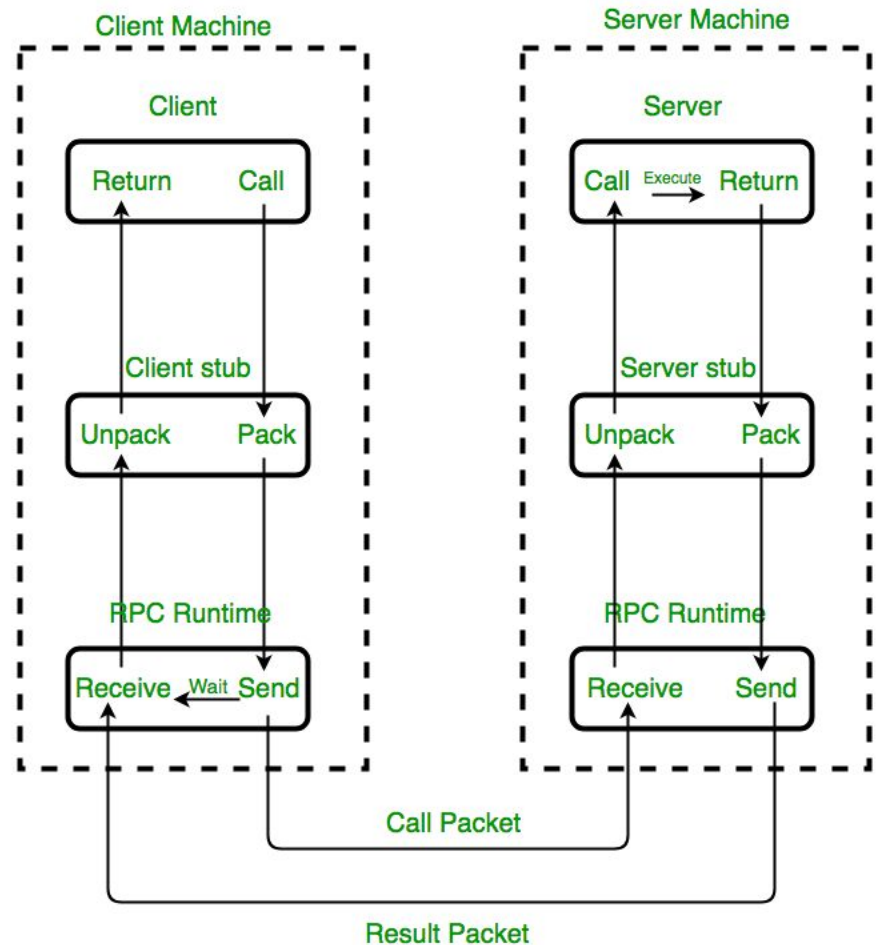 Client Machine
Server Machine
Client
Server
Return
Call
Call
Execute
Return
Client stub
Server stub
Unpack
Pack
Unpack
Pack
RPC Runtime
RPC Runtime
Receive
Wait
Send
Receive
Send
Call Packet
Result Packet